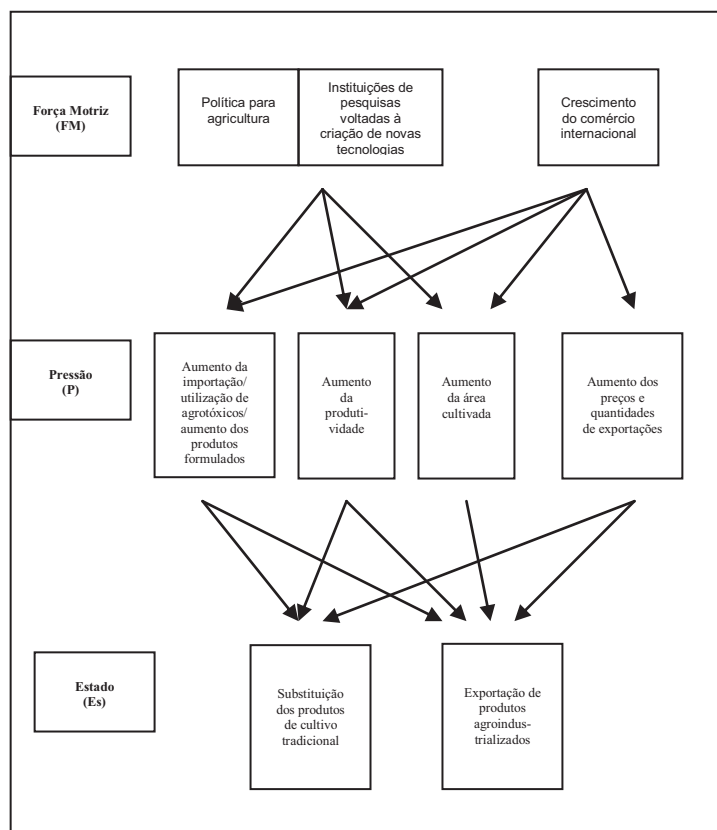 Força Motriz
(FM)
Política para
agricultura
Instituições de
pesquisas
voltadas à
criação de novas
tecnologias
Crescimento
do comércio
internacional
Pressão
(P)
Aumento da
importação/
utilização de
agrotóxicos/
aumento dos
produtos
formulados
Aumento
da
produti-
vidade
Aumento
da área
cultivada
Aumento dos
preços e
quantidades
de exportações
Estado
(Es)
Substituição
dos produtos
de cultivo
tradicional
Exportação de
produtos
agroindus-
trializados